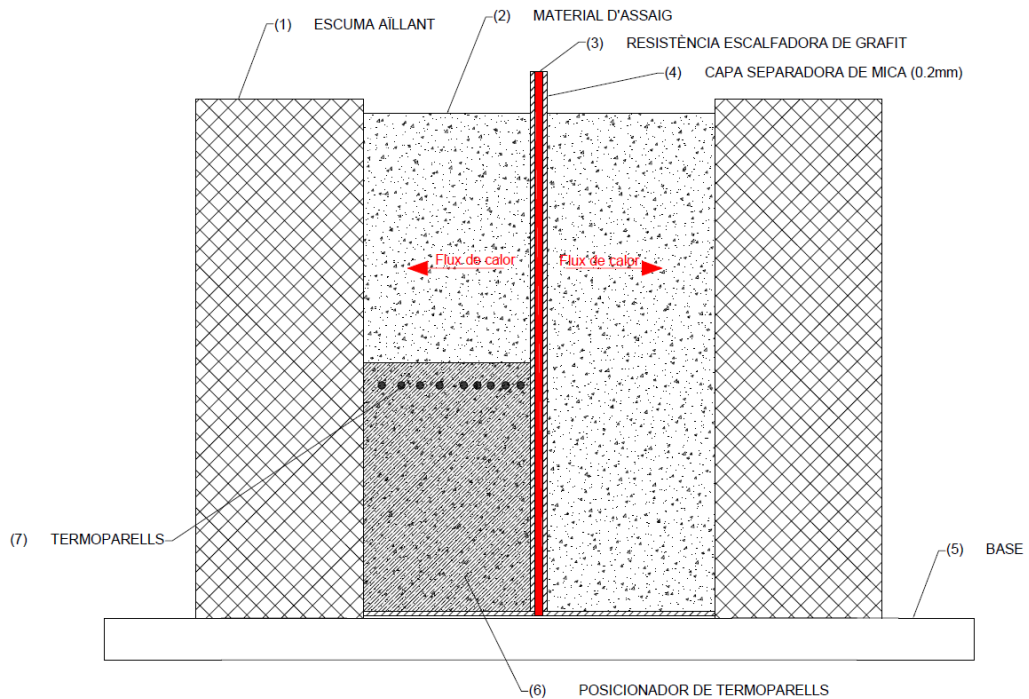 (1) ESCUMA AÏLLANT
(2) MATERIAL D'ASSAIG
(3) RESISTÈNCIA ESCALFADORA DE GRAFIT
(4) CAPA SEPARADORA DE MICA (0.2mm)
Flux de calor
Flux de calor
(7) TERMOPARELLS
(5) BASE
(6) POSICIONADOR DE TERMOPARELLS